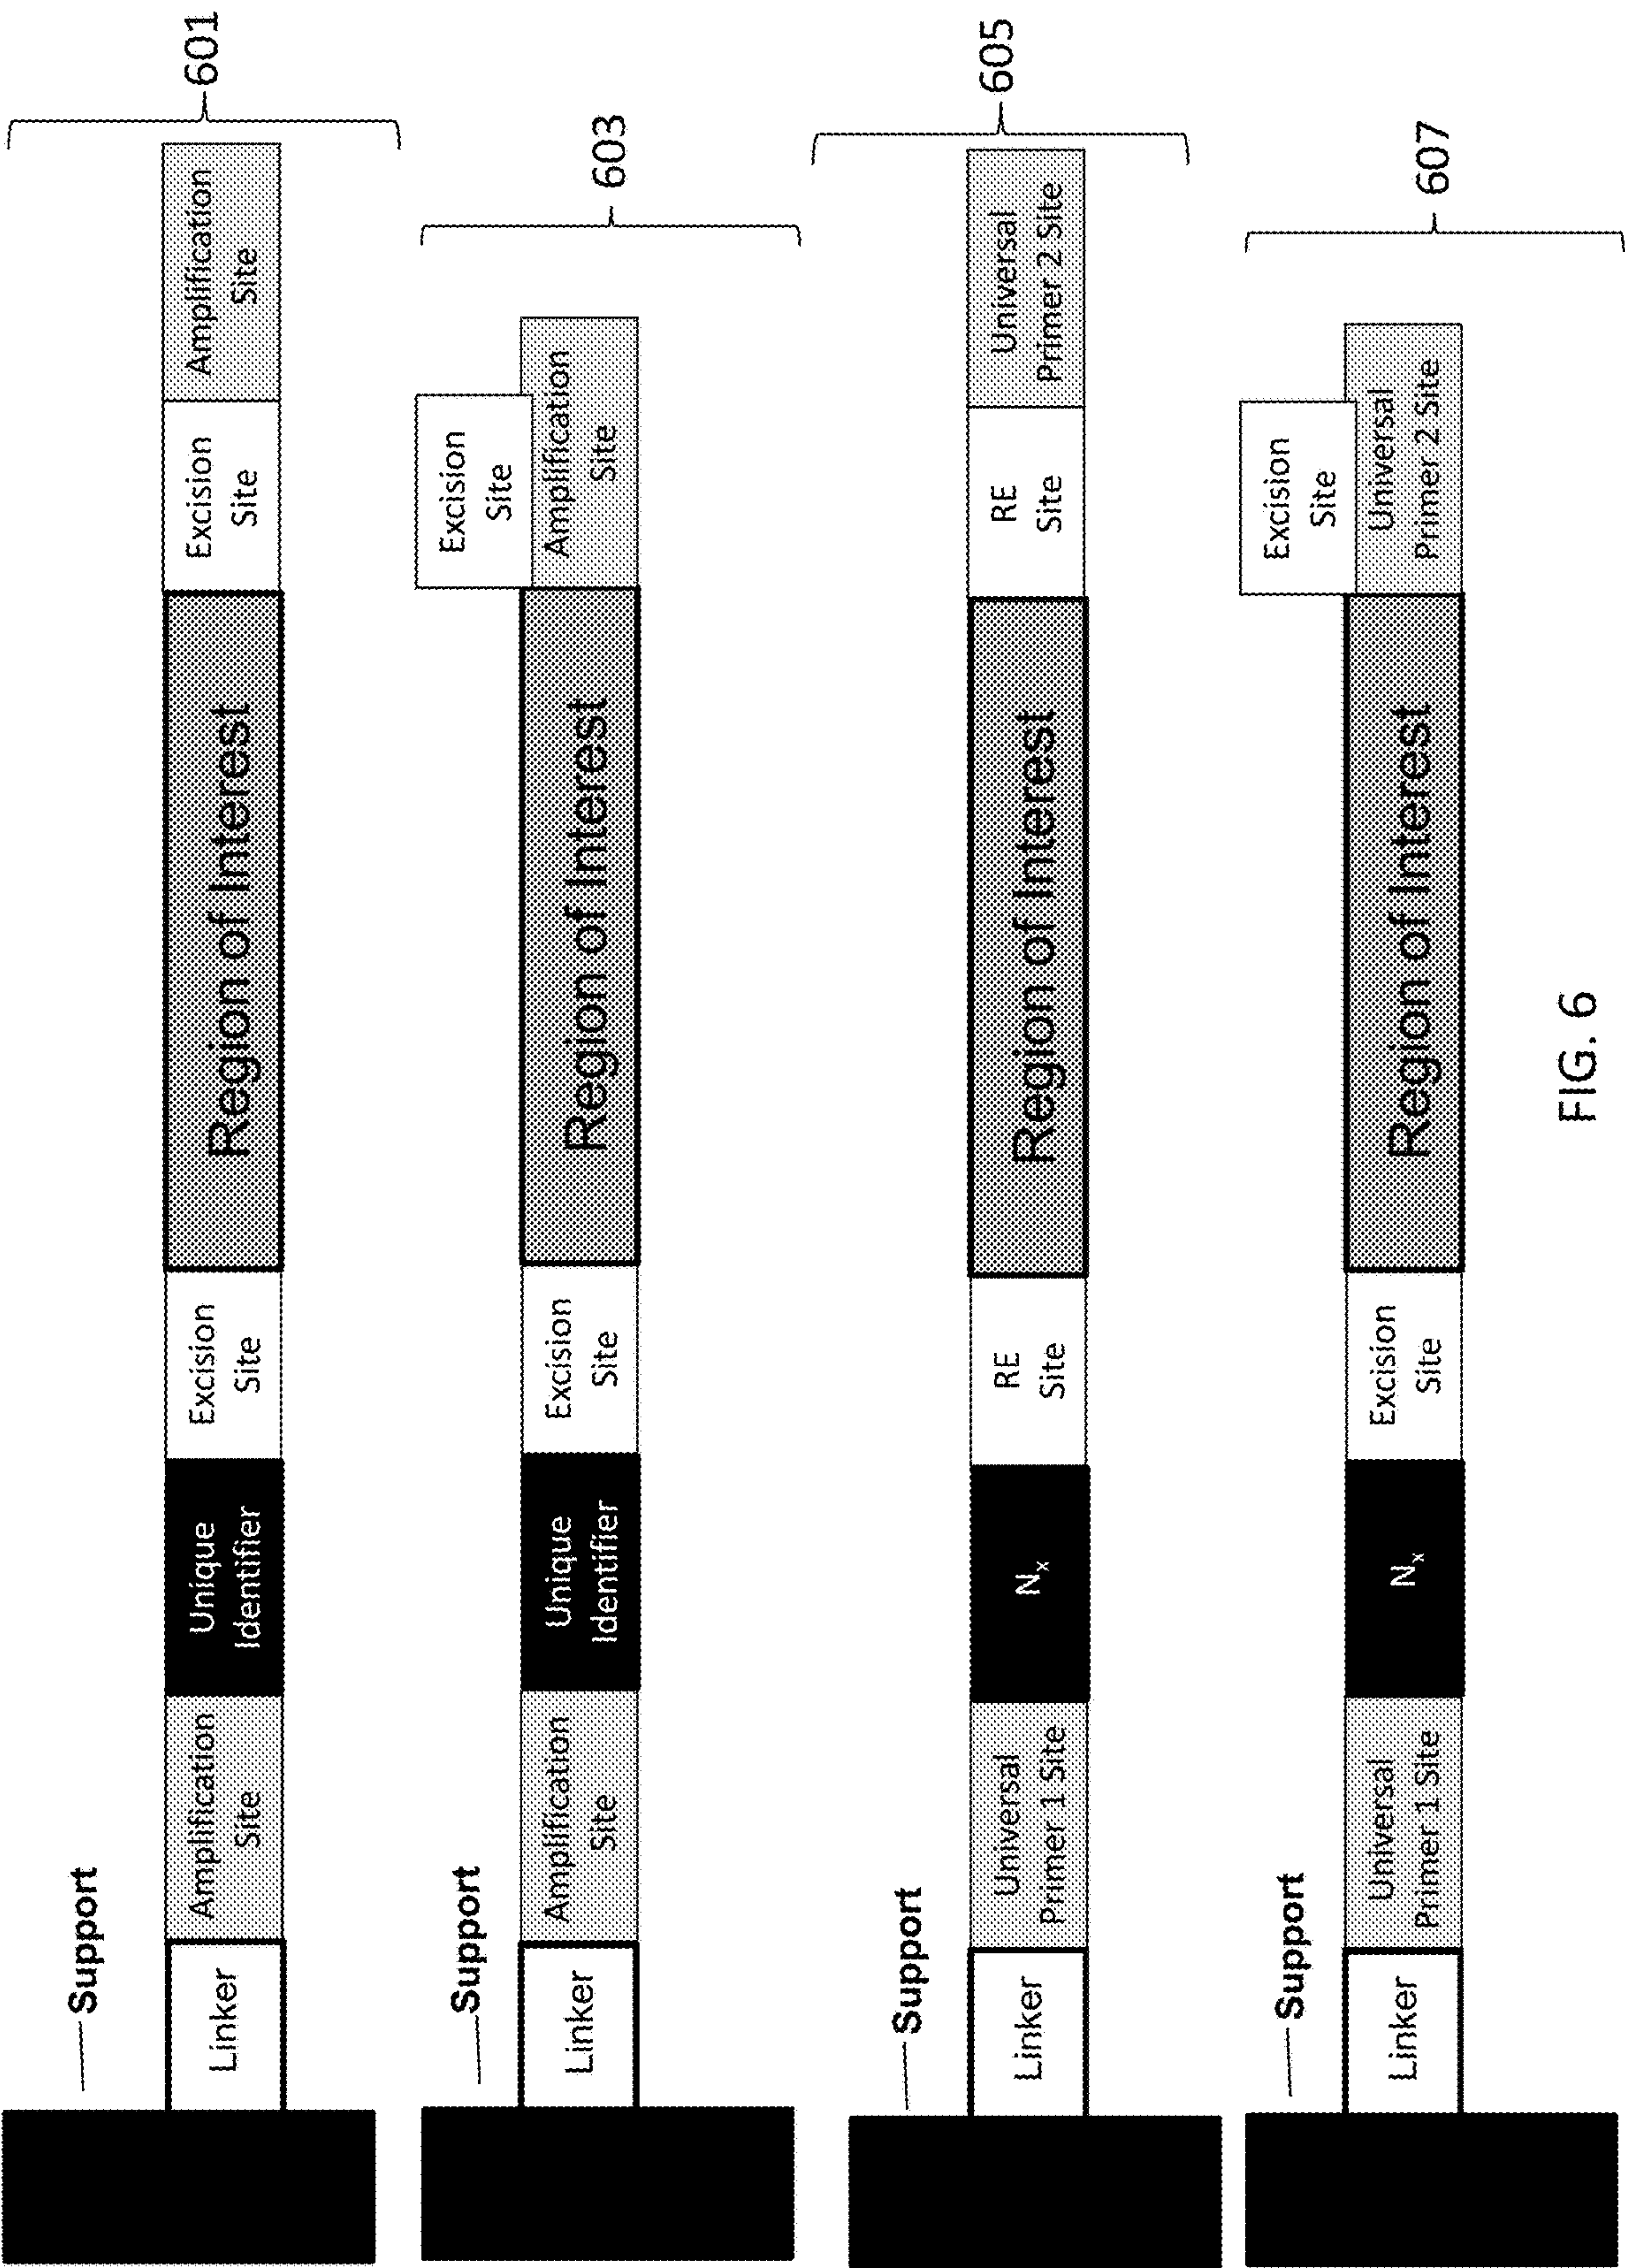 Support
Linker
Amplification
Site
Unique
Identifier
Excision
Site
Region of Interest
Excision
Site
Amplification
Site
601
Support
Linker
Amplification
Site
Unique
Identifier
Excision
Site
Region of Interest
Excision
Site
Amplification
Site
603
Support
Linker
Universal
Primer 1 Site
Nₓ
RE
Site
Region of Interest
RE
Site
Universal
Primer 2 Site
605
Support
Linker
Universal
Primer 1 Site
Nₓ
Excision
Site
Region of Interest
Excision
Site
Universal
Primer 2 Site
607
FIG. 6